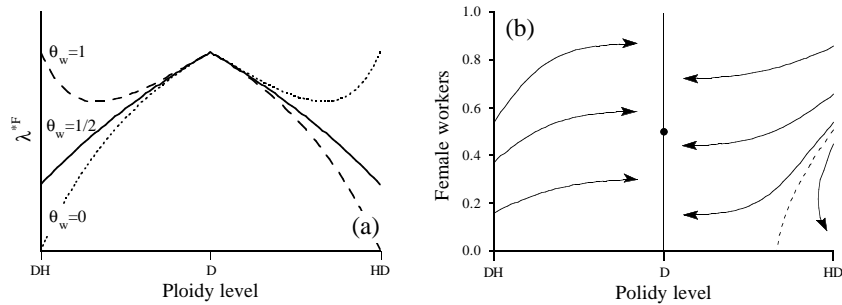 θw=1
λ*F
θw=1/2
θw=0
(a)
DH
D
HD
Ploidy level
(b)
Female workers
1.0
0.8
0.6
0.4
0.2
0.0
DH
D
HD
Polidy level